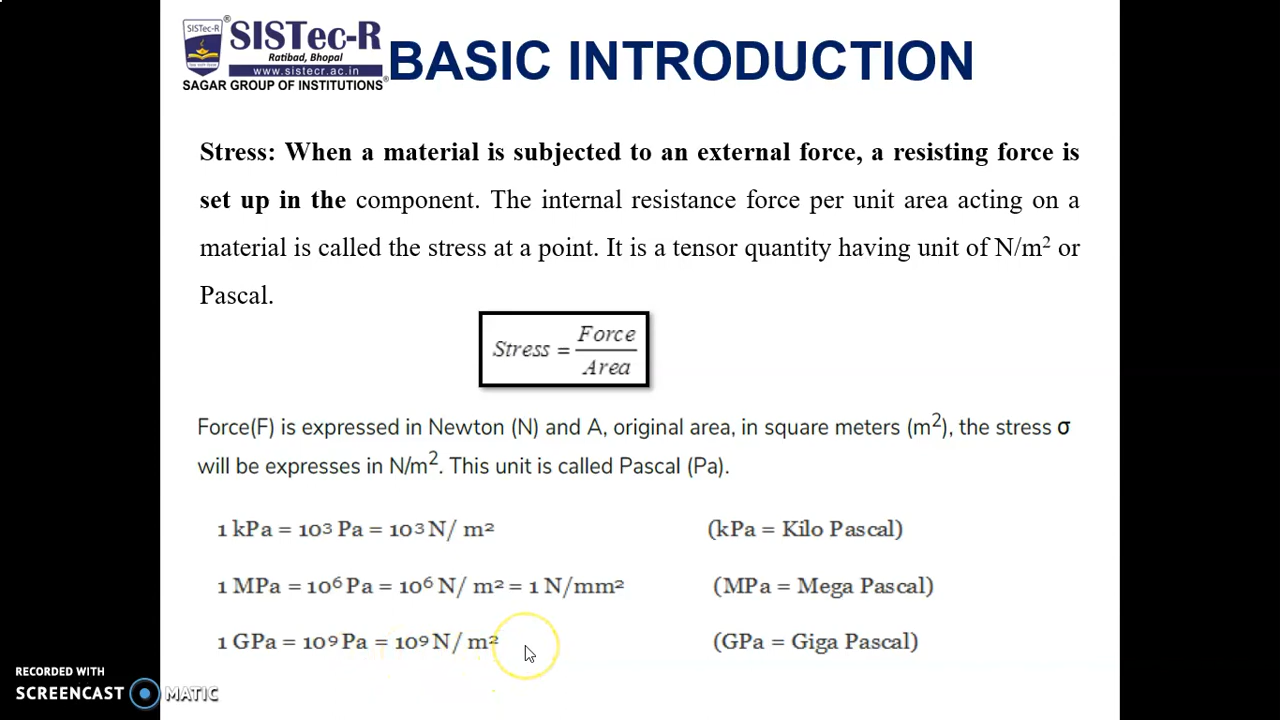 SISTec-R
®
SISTec-R
Ratibad, Bhopal
www.sistecr.ac.in
SAGAR GROUP OF INSTITUTIONS®
BASIC INTRODUCTION
Stress: When a material is subjected to an external force, a resisting force is
set up in the component. The internal resistance force per unit area acting on a
material is called the stress at a point. It is a tensor quantity having unit of N/m² or
Pascal.
Stress = Force
Area
Force(F) is expressed in Newton (N) and A, original area, in square meters (m²), the stress σ
will be expresses in N/m². This unit is called Pascal (Pa).
1 kPa = 10³ Pa = 10³ N/ m² (kPa = Kilo Pascal)
1 MPa = 10⁶ Pa = 10⁶ N/ m² = 1 N/mm² (MPa = Mega Pascal)
1 GPa = 10⁹ Pa = 10⁹ N/ m² (GPa = Giga Pascal)
RECORDED WITH
SCREENCAST MATIC